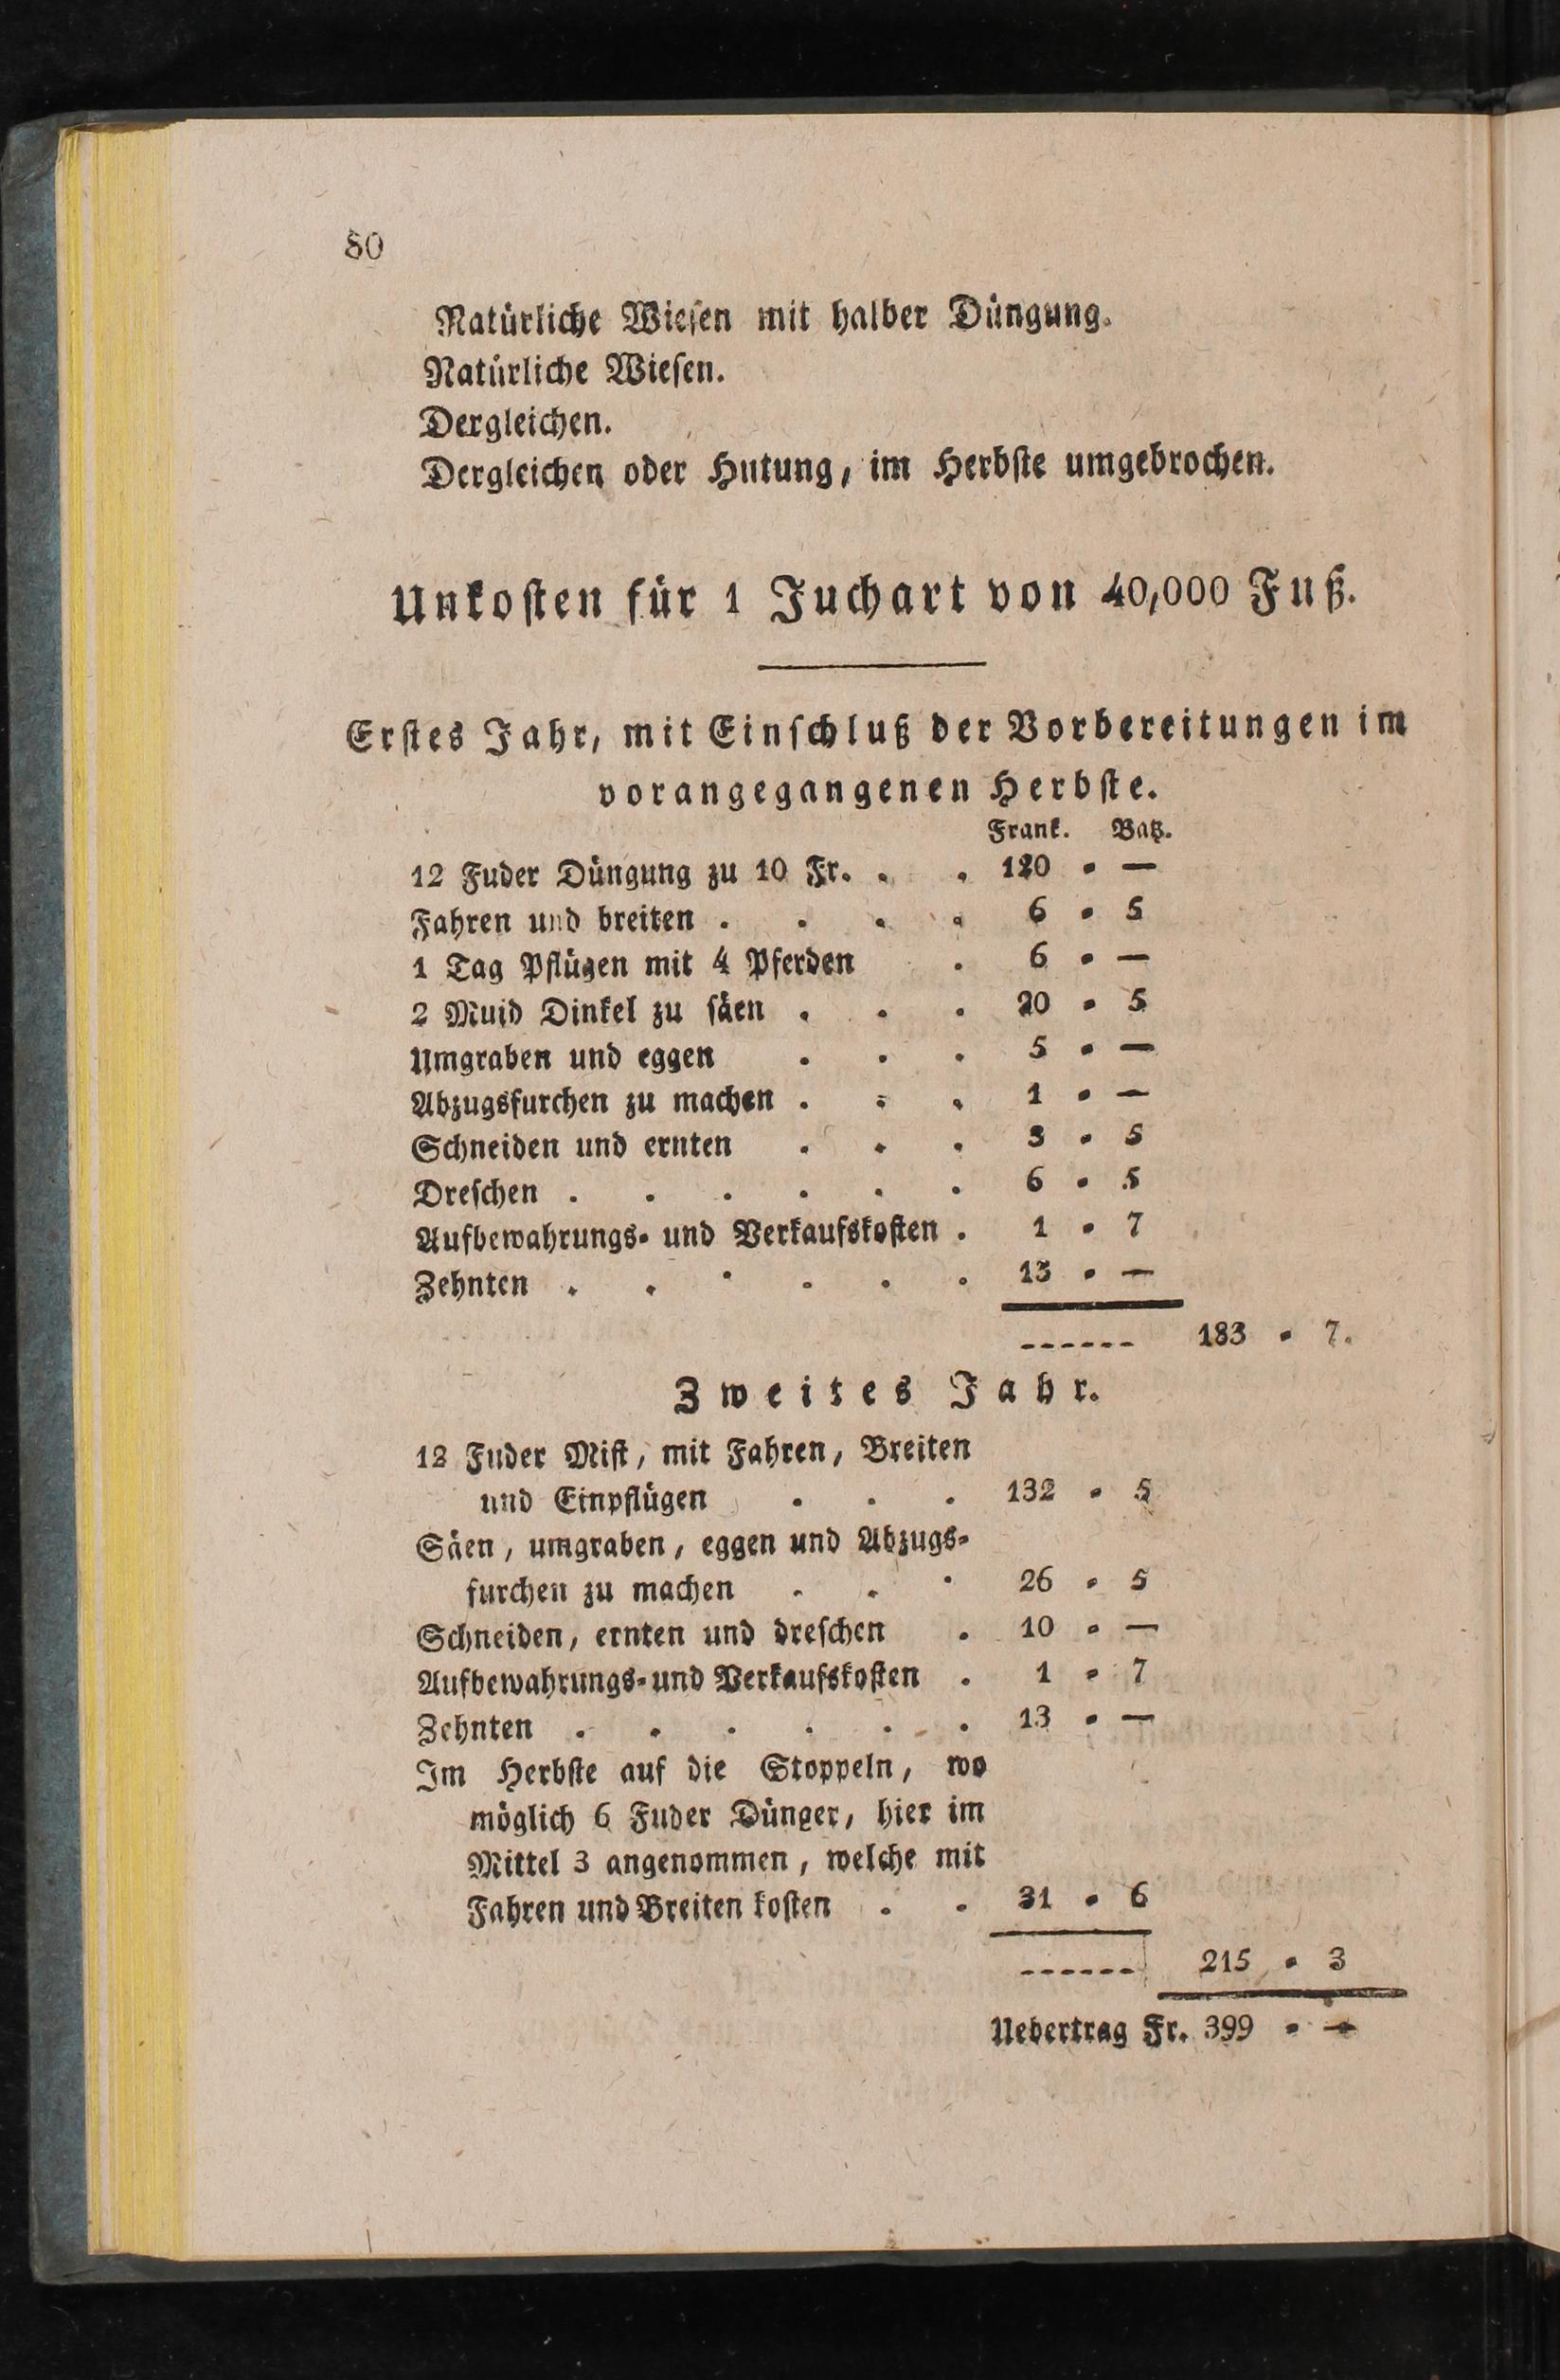 80
Natürliche Wiesen mit halber Düngung.
Natürliche Wiesen.
Dergleichen.
Dergleichen oder Hutung, im Herbste umgebrochen.
Unkosten für 1 Juchart von 40,000 Fuß.
Erstes Jahr, mit Einschluß der Vorbereitungen im
vorangegangenen Herbste.
Frank. Batz.
12 Fuder Düngung zu 10 Fr. . . 120 = —
Fahren und breiten . . . . 6 = 5
1 Tag Pflügen mit 4 Pferden . 6 = —
2 Muid Dinkel zu säen . . . 20 = 5
Umgraben und eggen . . . 5 = —
Abzugsfurchen zu machen . . . 1 = —
Schneiden und ernten . . . 3 = 5
Dreschen . . . . . . 6 = 5
Aufbewahrungs= und Verkaufskosten . 1 = 7
Zehnten . . . . . . 13 = —
------ 183 = 7.
Zweites Jahr.
12 Fuder Mist, mit Fahren, Breiten
und Einpflügen . . . 132 = 5
Säen, umgraben, eggen und Abzugs=
furchen zu machen . . . 26 = 5
Schneiden, ernten und dreschen . 10 = —
Aufbewahrungs=und Verkaufskosten . 1 = 7
Zehnten . . . . . . 13 = —
Im Herbste auf die Stoppeln, wo
möglich 6 Fuder Dünger, hier im
Mittel 3 angenommen, welche mit
Fahren und Breiten kosten . . 31 = 6
------ 215 = 3
Uebertrag Fr. 399 = —